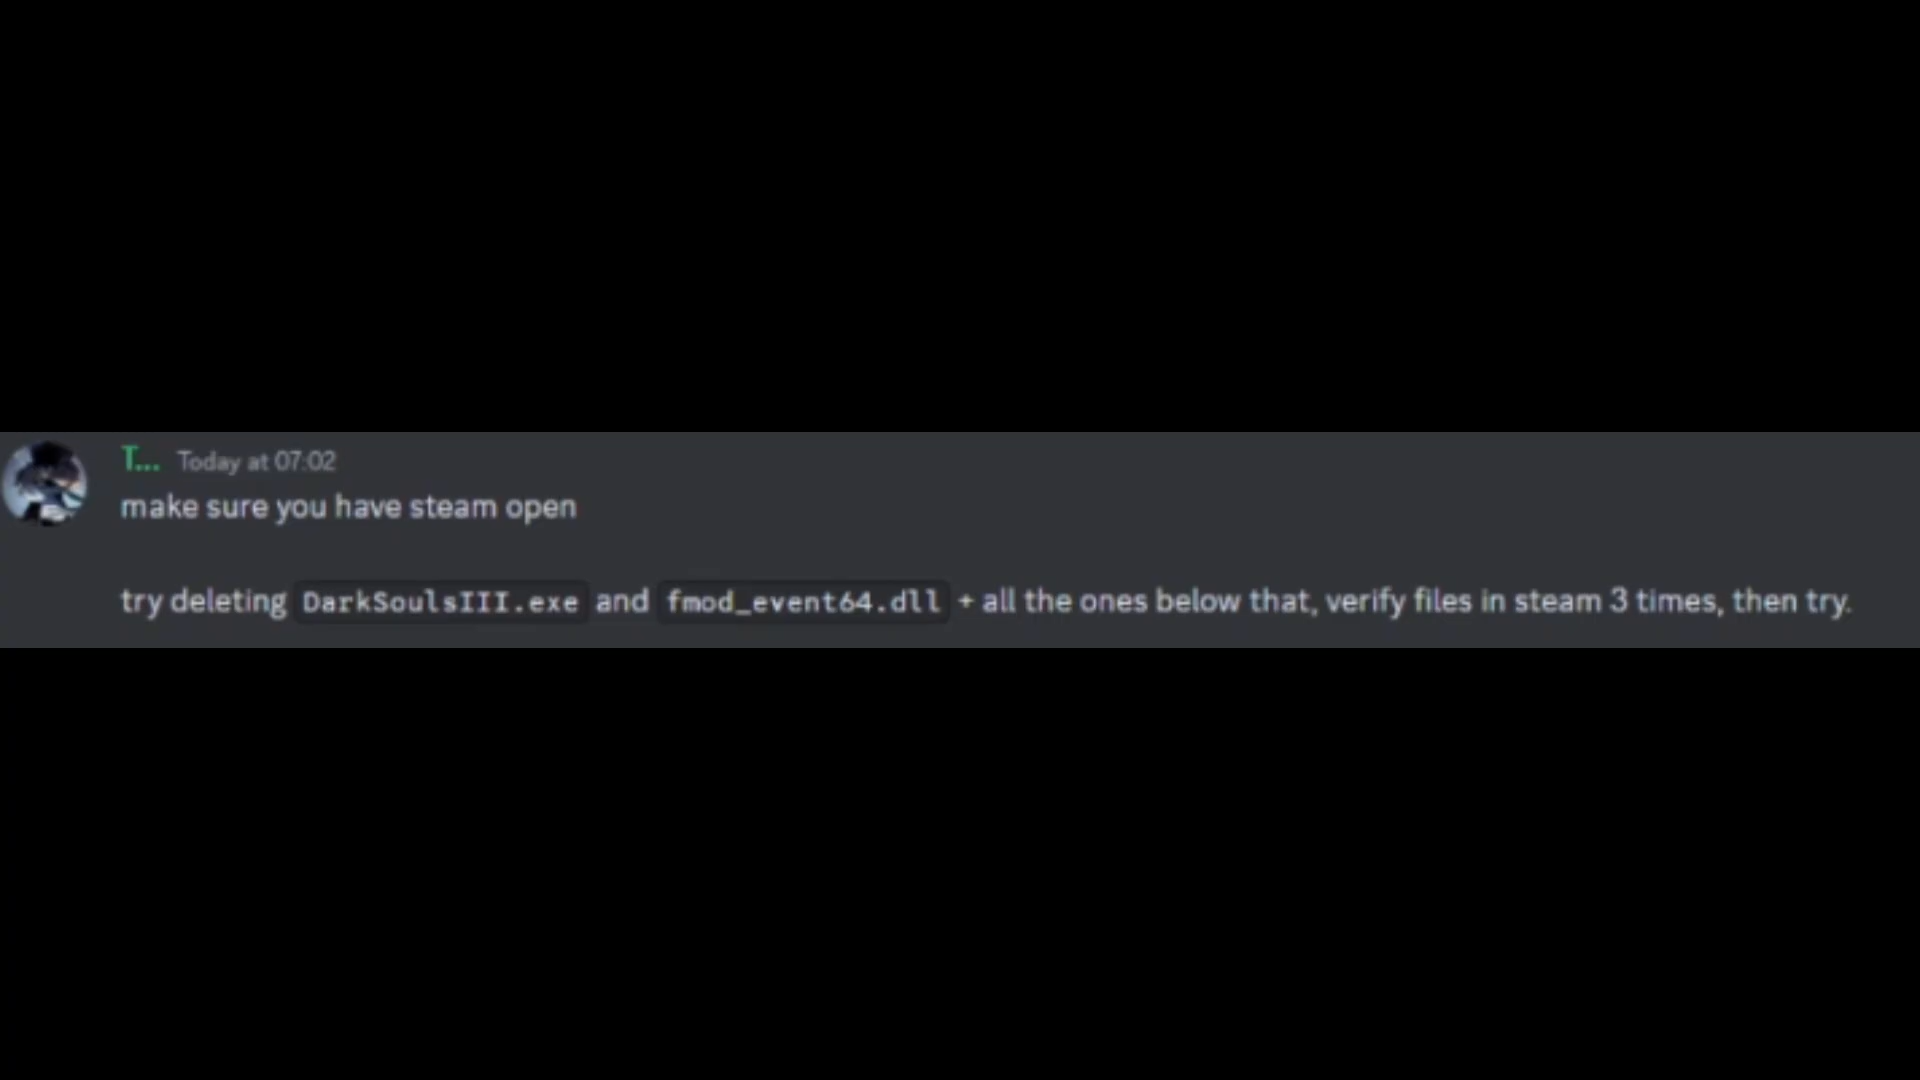 T... Today at 07:02
make sure you have steam open
try deleting DarkSoulsIII.exe and fmod_event64.dll + all the ones below that, verify files in steam 3 times, then try.